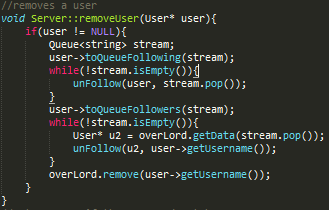 //removes a user
void Server::removeUser(User* user){
    if(user != NULL){
        Queue<string> stream;
        user->toQueueFollowing(stream);
        while(!stream.isEmpty()){
            unFollow(user, stream.pop());
        }
        user->toQueueFollowers(stream);
        while(!stream.isEmpty()){
            User* u2 = overLord.getData(stream.pop());
            unFollow(u2, user->getUsername());
        }
        overLord.remove(user->getUsername());
    }
}